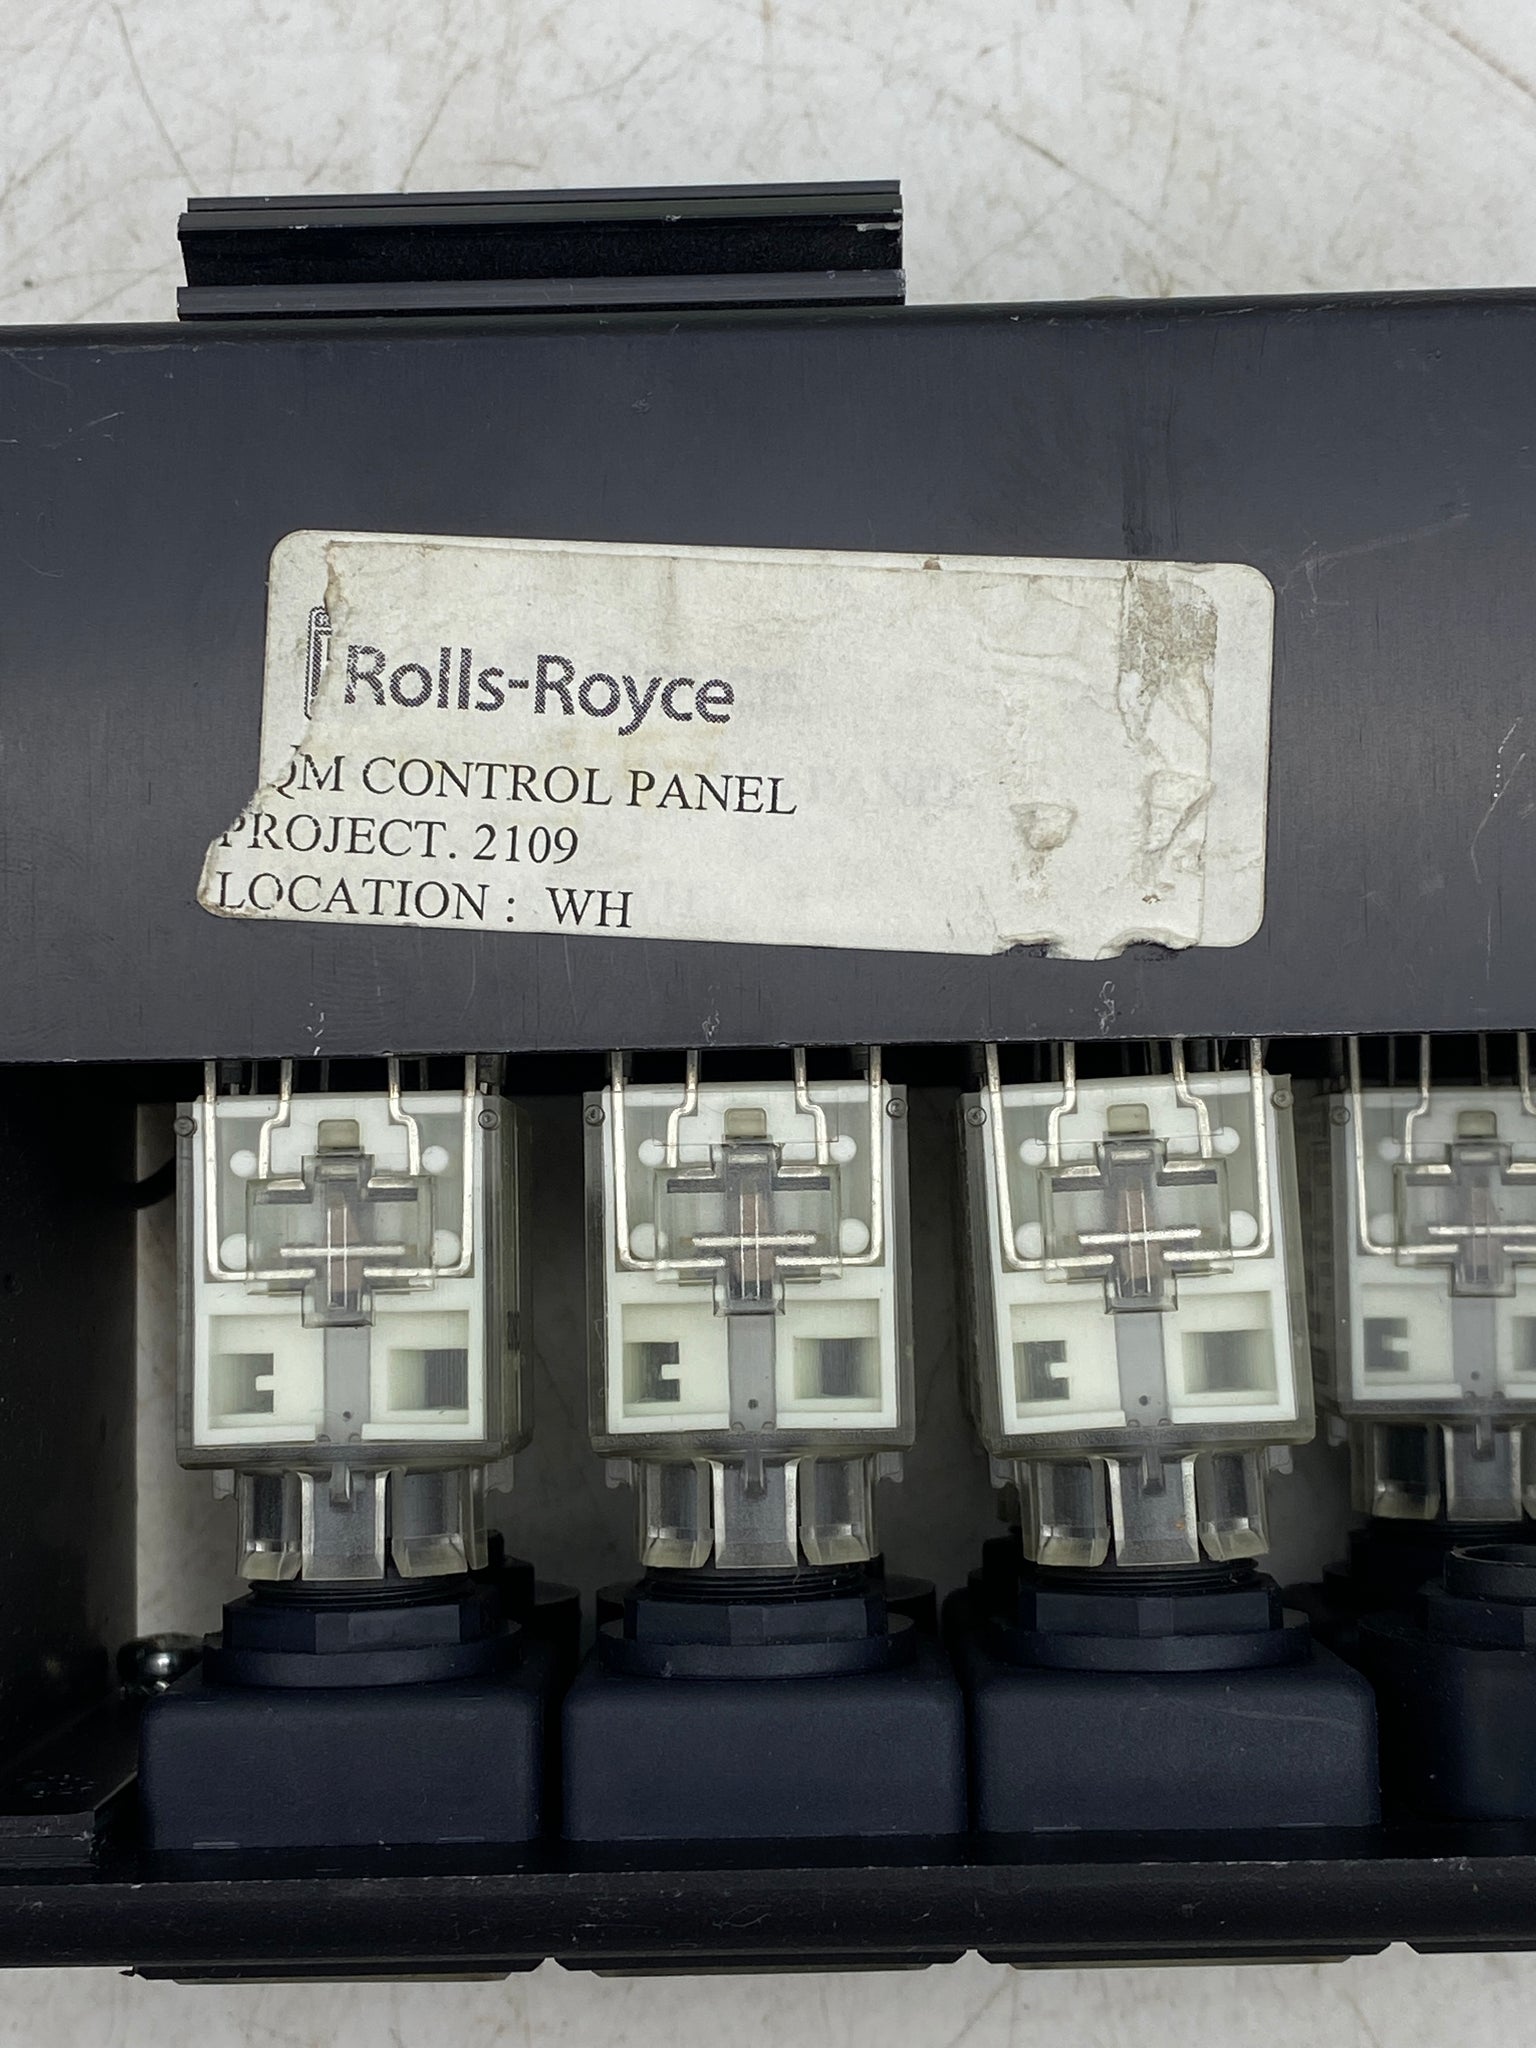 Rolls-Royce
QM CONTROL PANEL
PROJECT. 2109
LOCATION : WH